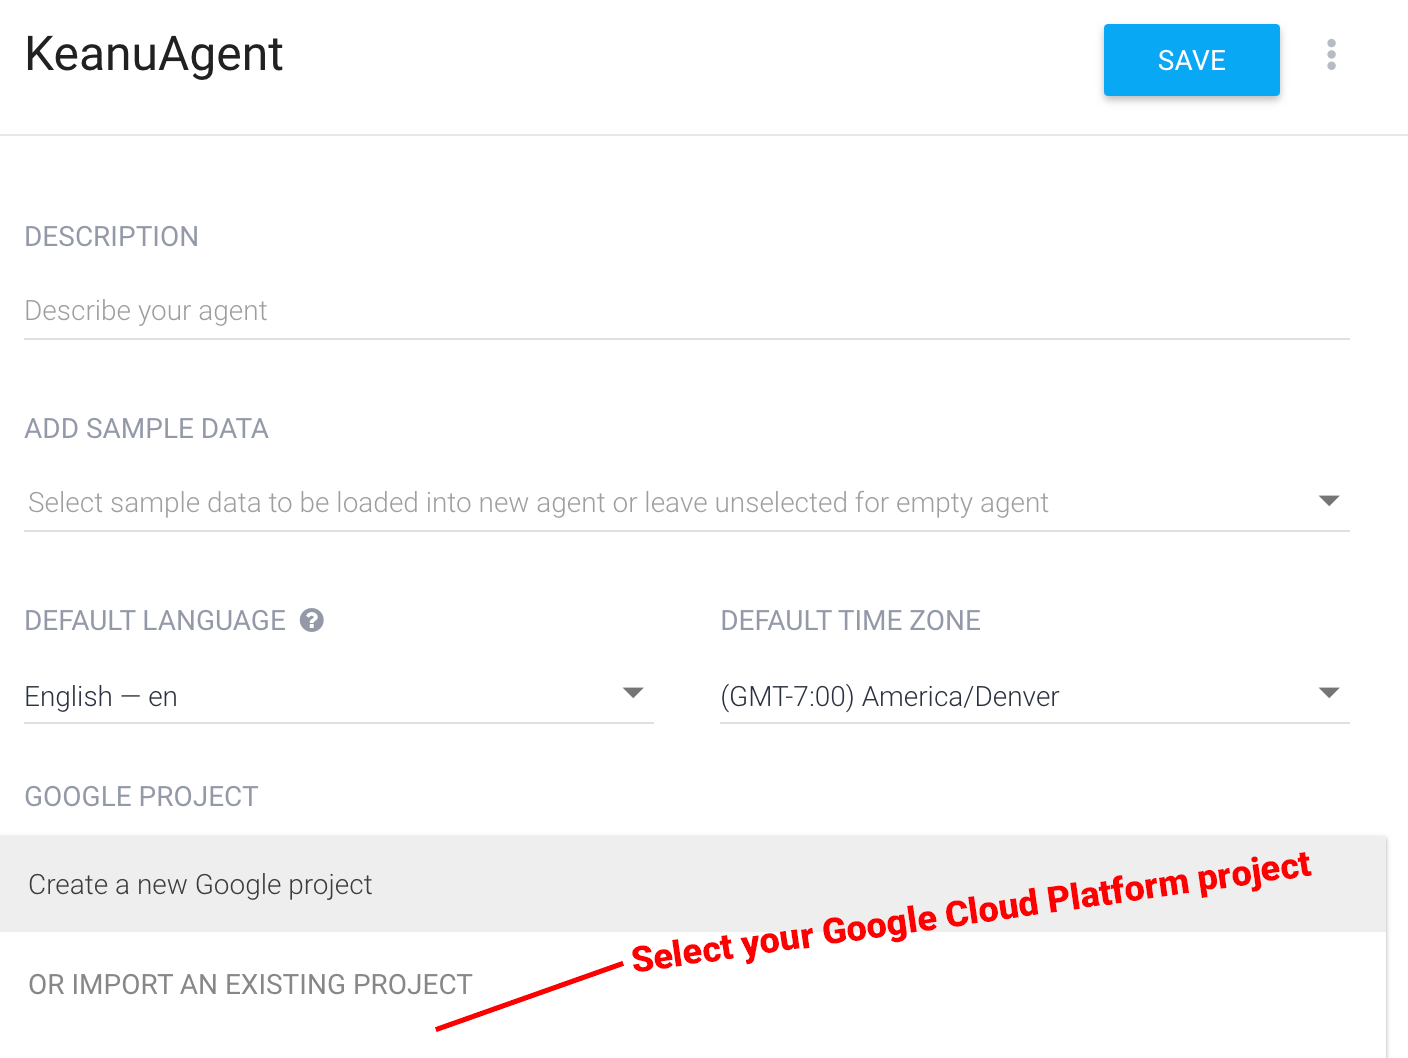 KeanuAgent
SAVE
DESCRIPTION
Describe your agent
ADD SAMPLE DATA
Select sample data to be loaded into new agent or leave unselected for empty agent
DEFAULT LANGUAGE ?
DEFAULT TIME ZONE
English — en
(GMT-7:00) America/Denver
GOOGLE PROJECT
Create a new Google project
Select your Google Cloud Platform project
OR IMPORT AN EXISTING PROJECT